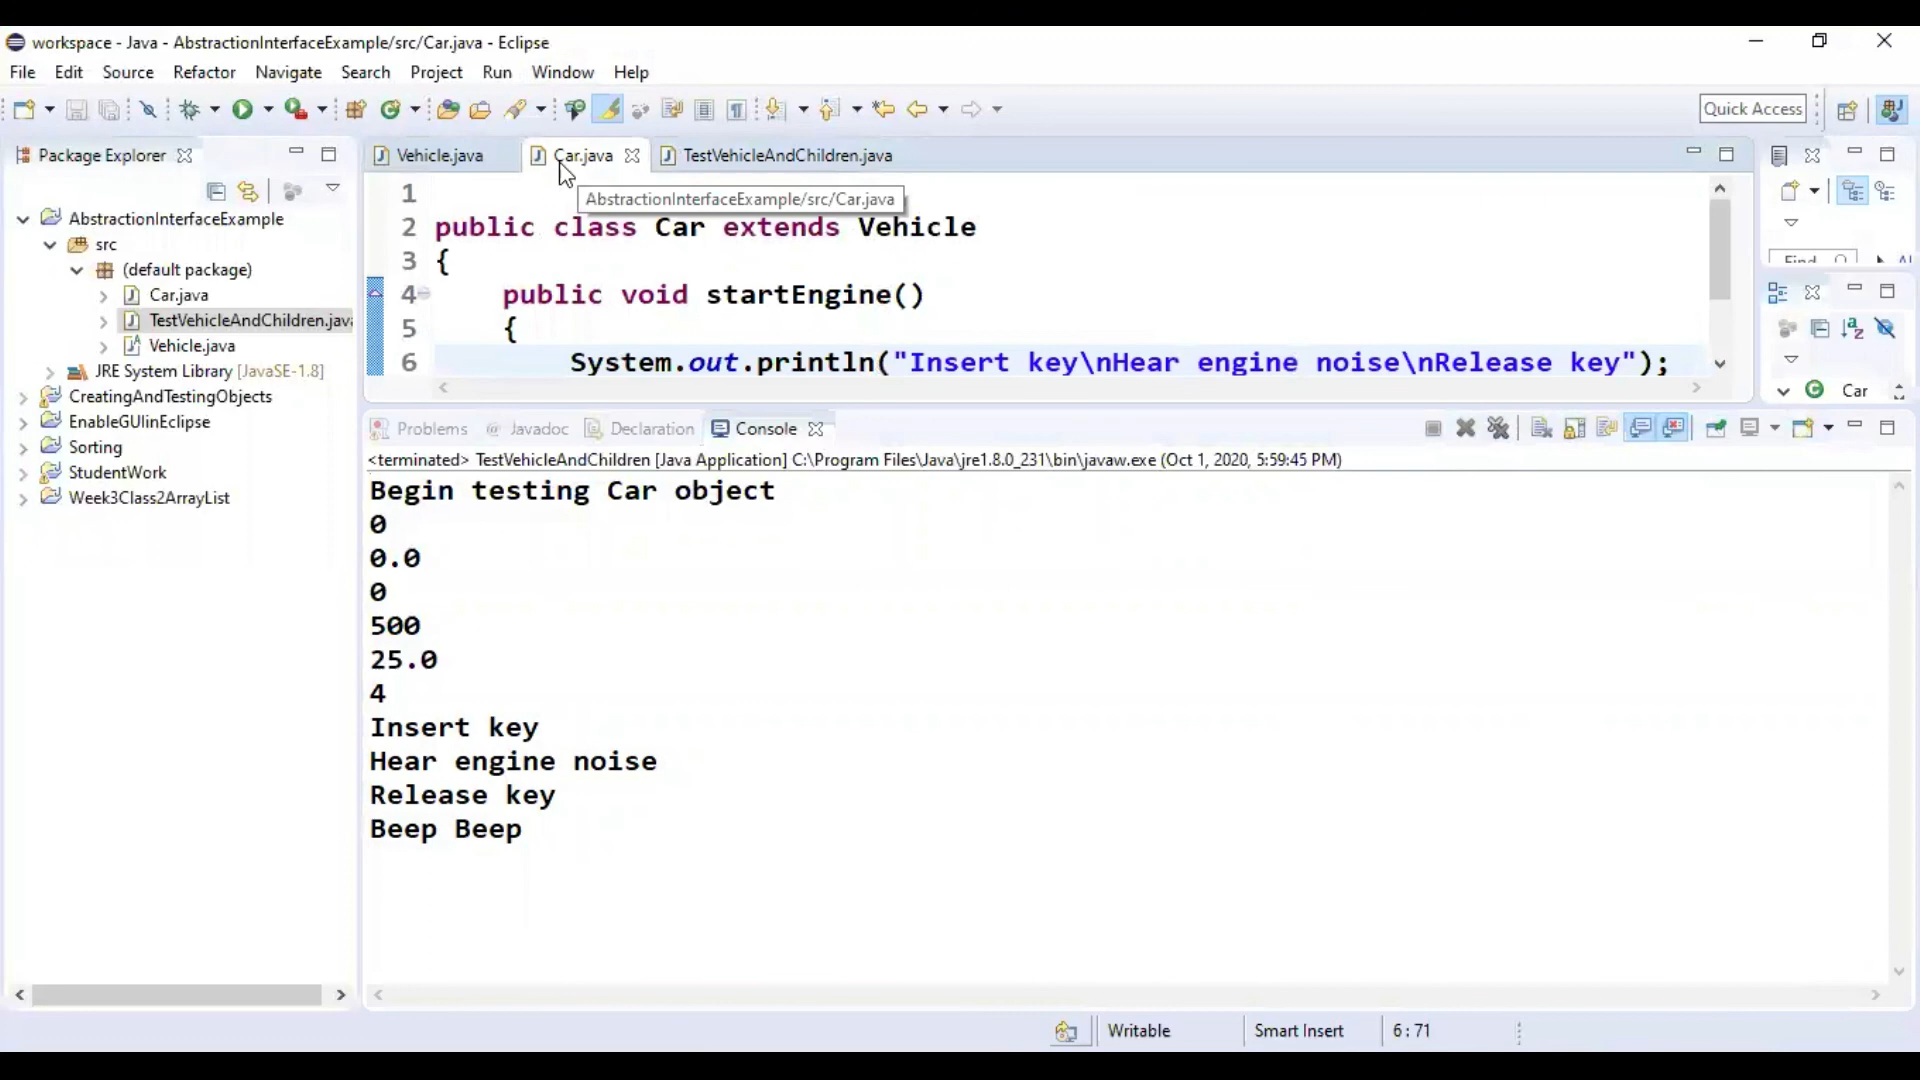 workspace - Java - AbstractionInterfaceExample/src/Car.java - Eclipse
File Edit Source Refactor Navigate Search Project Run Window Help
Quick Access
Package Explorer
AbstractionInterfaceExample
src
(default package)
Car.java
TestVehicleAndChildren.java
Vehicle.java
JRE System Library [JavaSE-1.8]
CreatingAndTestingObjects
EnableGUIinEclipse
Sorting
StudentWork
Week3Class2ArrayList
Vehicle.java Car.java TestVehicleAndChildren.java
AbstractionInterfaceExample/src/Car.java
1
2 public class Car extends Vehicle
3 {
4 public void startEngine()
5 {
6 System.out.println("Insert key\nHear engine noise\nRelease key");
Find
Car
Problems @ Javadoc Declaration Console
<terminated> TestVehicleAndChildren [Java Application] C:\Program Files\Java\jre1.8.0_231\bin\javaw.exe (Oct 1, 2020, 5:59:45 PM)
Begin testing Car object
0
0.0
0
500
25.0
4
Insert key
Hear engine noise
Release key
Beep Beep
Writable Smart Insert 6 : 71